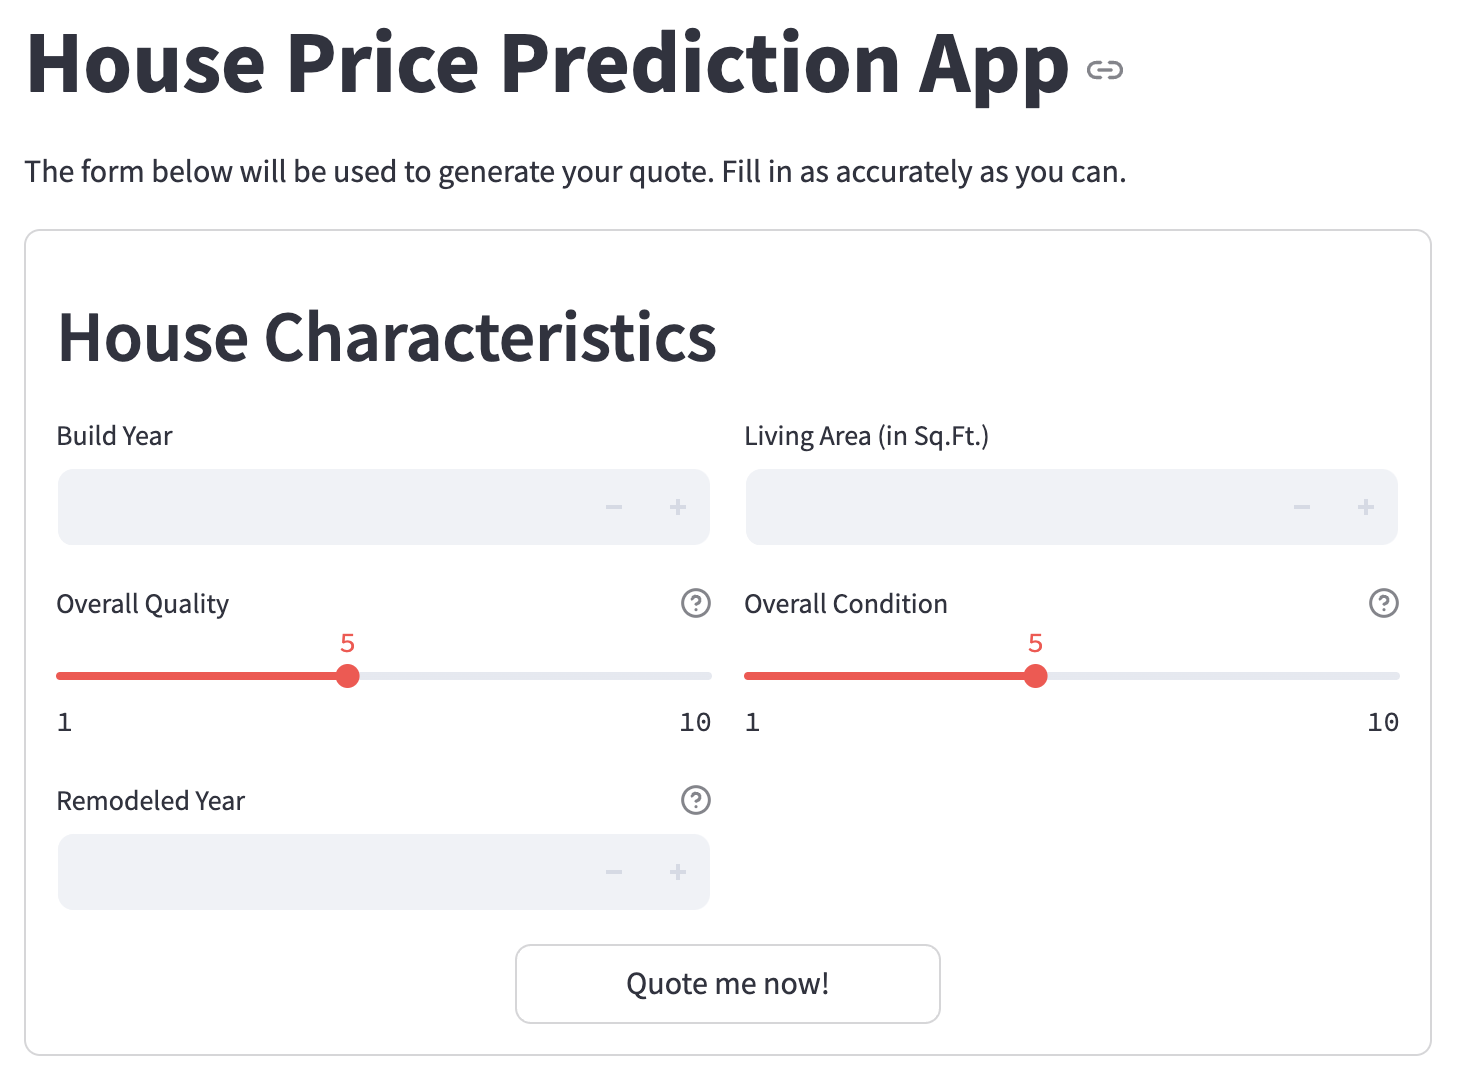 House Price Prediction App
The form below will be used to generate your quote. Fill in as accurately as you can.
House Characteristics
Build Year
Living Area (in Sq.Ft.)
Overall Quality
Overall Condition
5
5
1 10
1 10
Remodeled Year
Quote me now!